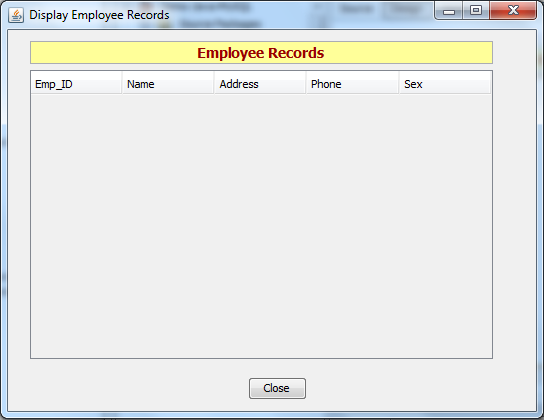 Display Employee Records
Employee Records
Emp_ID Name Address Phone Sex
Close